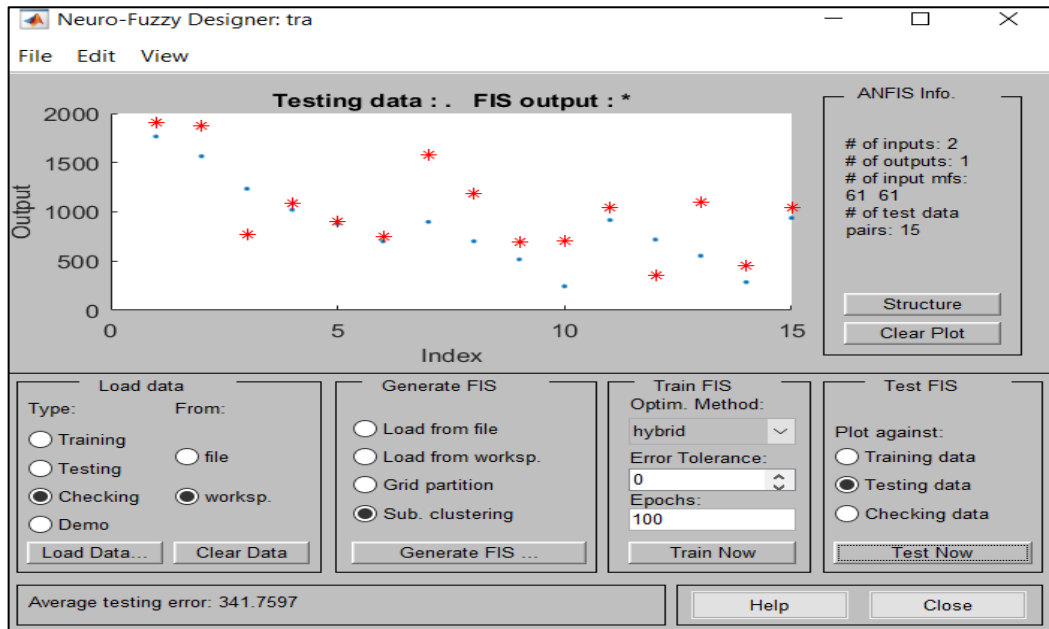 Neuro-Fuzzy Designer: tra
File Edit View
Testing data : . FIS output : *
Output
2000
1500
1000
500
0
0 5 10 15
Index
ANFIS Info.
# of inputs: 2
# of outputs: 1
# of input mfs:
61 61
# of test data
pairs: 15
Structure
Clear Plot
Load data
Type: From:
Training
Testing
Checking
Demo
file
worksp.
Load Data... Clear Data
Generate FIS
Load from file
Load from worksp.
Grid partition
Sub. clustering
Generate FIS ...
Train FIS
Optim. Method:
hybrid
Error Tolerance:
0
Epochs:
100
Train Now
Test FIS
Plot against:
Training data
Testing data
Checking data
Test Now
Average testing error: 341.7597
Help
Close